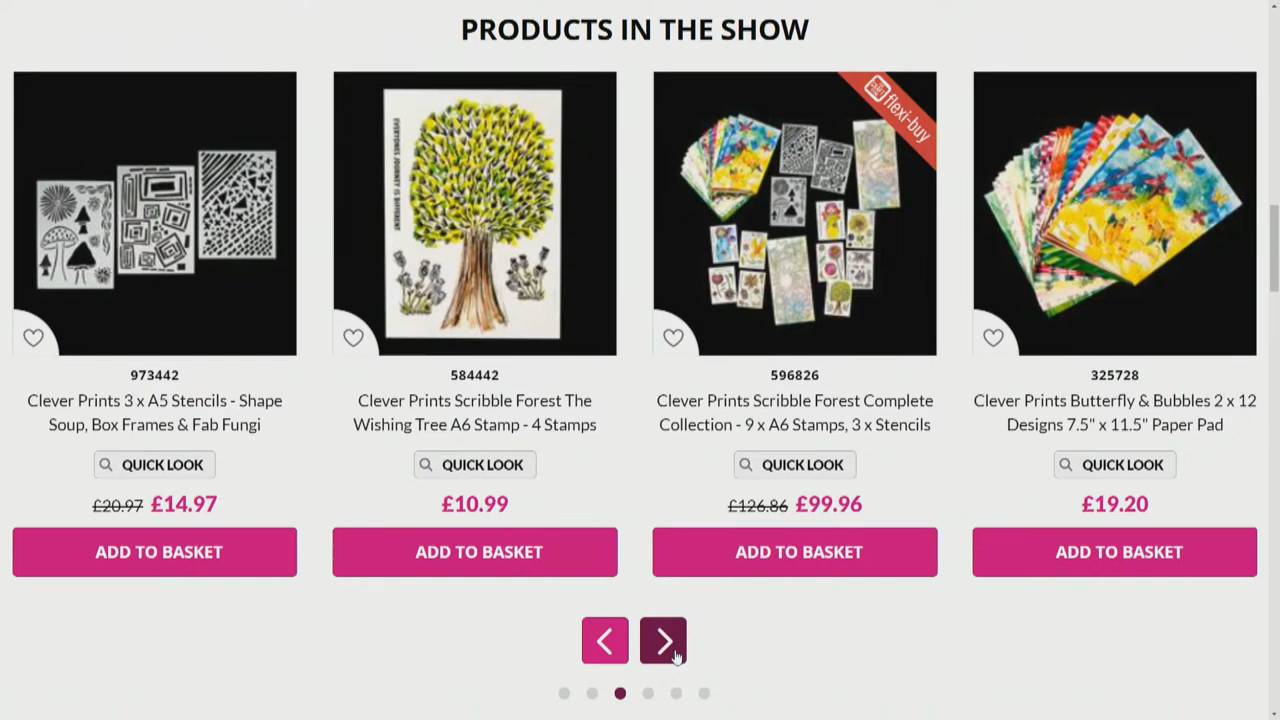 PRODUCTS IN THE SHOW
flexi-buy
EVERYONES JOURNEY IS DIFFERENT
973442
Clever Prints 3 x A5 Stencils - Shape
Soup, Box Frames & Fab Fungi
QUICK LOOK
£20.97 £14.97
ADD TO BASKET
584442
Clever Prints Scribble Forest The
Wishing Tree A6 Stamp - 4 Stamps
QUICK LOOK
£10.99
ADD TO BASKET
596826
Clever Prints Scribble Forest Complete
Collection - 9 x A6 Stamps, 3 x Stencils
QUICK LOOK
£126.86 £99.96
ADD TO BASKET
325728
Clever Prints Butterfly & Bubbles 2 x 12
Designs 7.5" x 11.5" Paper Pad
QUICK LOOK
£19.20
ADD TO BASKET